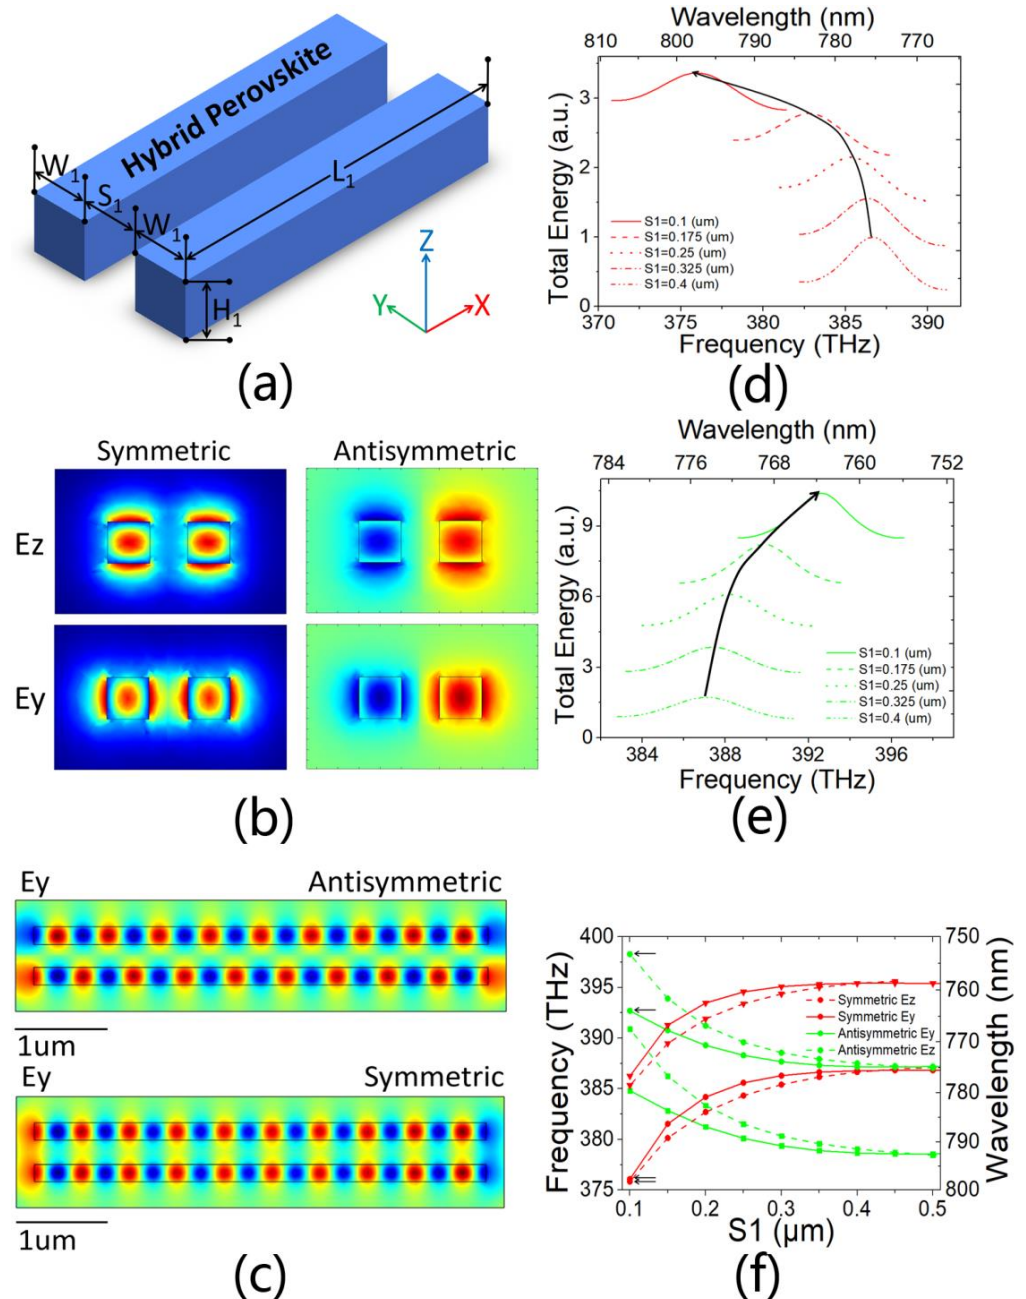 Hybrid Perovskite
W1
S1
W1
L1
H1
Z
Y
X
(a)
Symmetric
Antisymmetric
Ez
Ey
(b)
Ey
Antisymmetric
1um
Ey
Symmetric
1um
(c)
Wavelength (nm)
810 800 790 780 770
Total Energy (a.u.)
3
2
1
0
S1=0.1 (um)
S1=0.175 (um)
S1=0.25 (um)
S1=0.325 (um)
S1=0.4 (um)
370 375 380 385 390
Frequency (THz)
(d)
Wavelength (nm)
784 776 768 760 752
Total Energy (a.u.)
9
6
3
0
S1=0.1 (um)
S1=0.175 (um)
S1=0.25 (um)
S1=0.325 (um)
S1=0.4 (um)
384 388 392 396
Frequency (THz)
(e)
Frequency (THz)
400
395
390
385
380
375
Symmetric Ez
Symmetric Ey
Antisymmetric Ey
Antisymmetric Ez
750
760
770
780
790
800
Wavelength (nm)
0.1 0.2 0.3 0.4 0.5
S1 (μm)
(f)